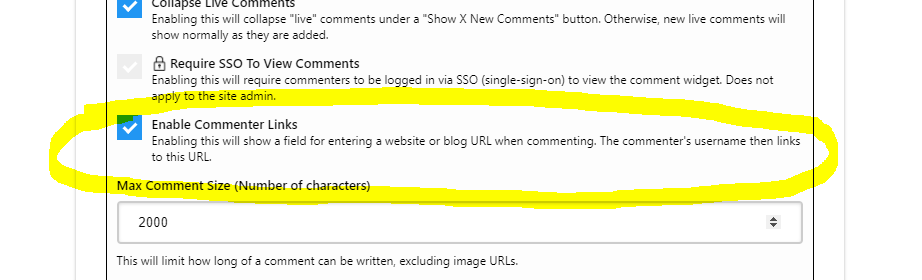 Collapse Live Comments
Enabling this will collapse "live" comments under a "Show X New Comments" button. Otherwise, new live comments will
show normally as they are added.
Require SSO To View Comments
Enabling this will require commenters to be logged in via SSO (single-sign-on) to view the comment widget. Does not
apply to the site admin.
Enable Commenter Links
Enabling this will show a field for entering a website or blog URL when commenting. The commenter's username then links
to this URL.
Max Comment Size (Number of characters)
2000
This will limit how long of a comment can be written, excluding image URLs.